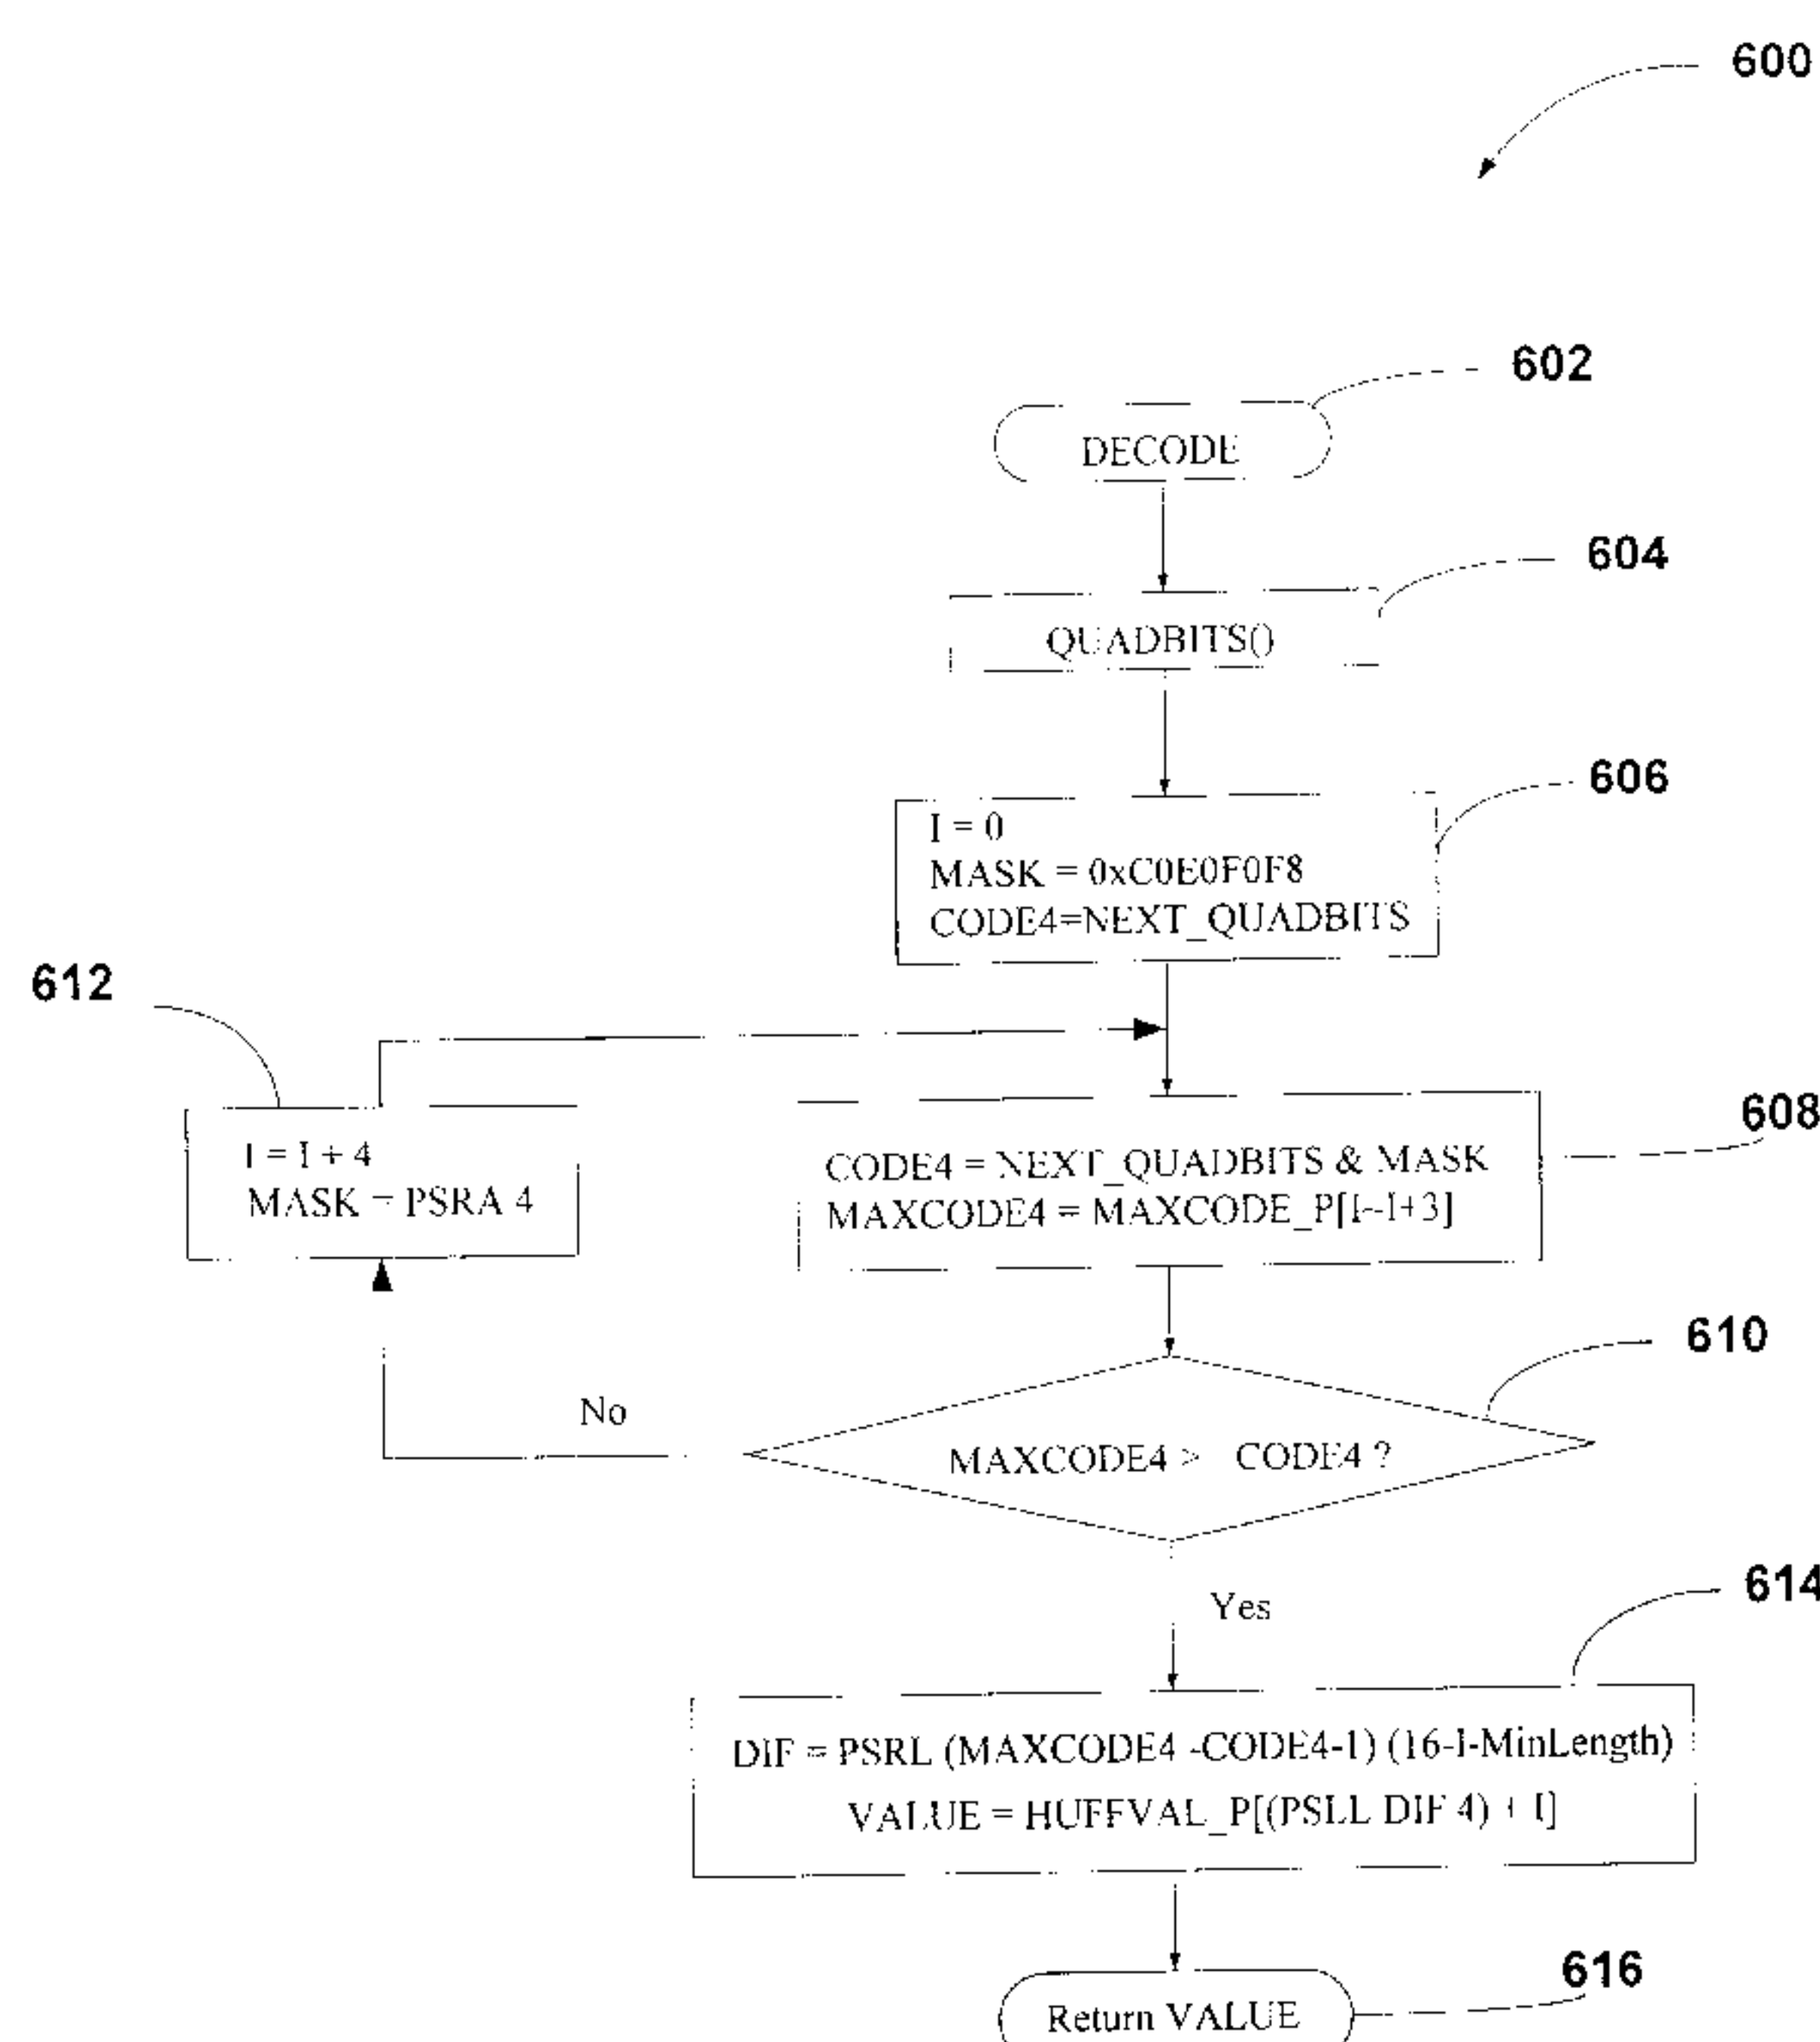 600
602
DECODE
604
QUADBITS()
606
I = 0
MASK = 0xC0E0F0F8
CODE4=NEXT_QUADBITS
612
I = I + 4
MASK = PSRA 4
608
CODE4 = NEXT_QUADBITS & MASK
MAXCODE4 = MAXCODE_P[I--I+3]
610
MAXCODE4 > CODE4 ?
No
Yes
614
DIF = PSRL (MAXCODE4 -CODE4-1) (16-I-MinLength)
VALUE = HUFFVAL_P[(PSLL DIF 4) + I]
616
Return VALUE